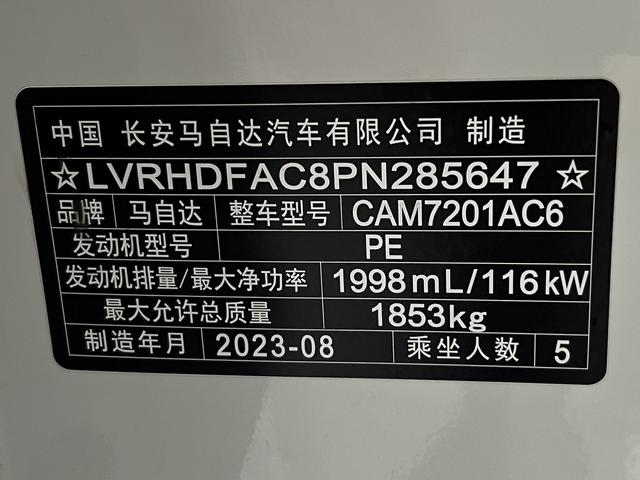 中国 长安马自达汽车有限公司 制造
☆LVRHDFAC8PN285647☆
品牌 马自达 整车型号 CAM7201AC6
发动机型号 PE
发动机排量/最大净功率 1998mL/116kW
最大允许总质量 1853kg
制造年月 2023-08 乘坐人数 5